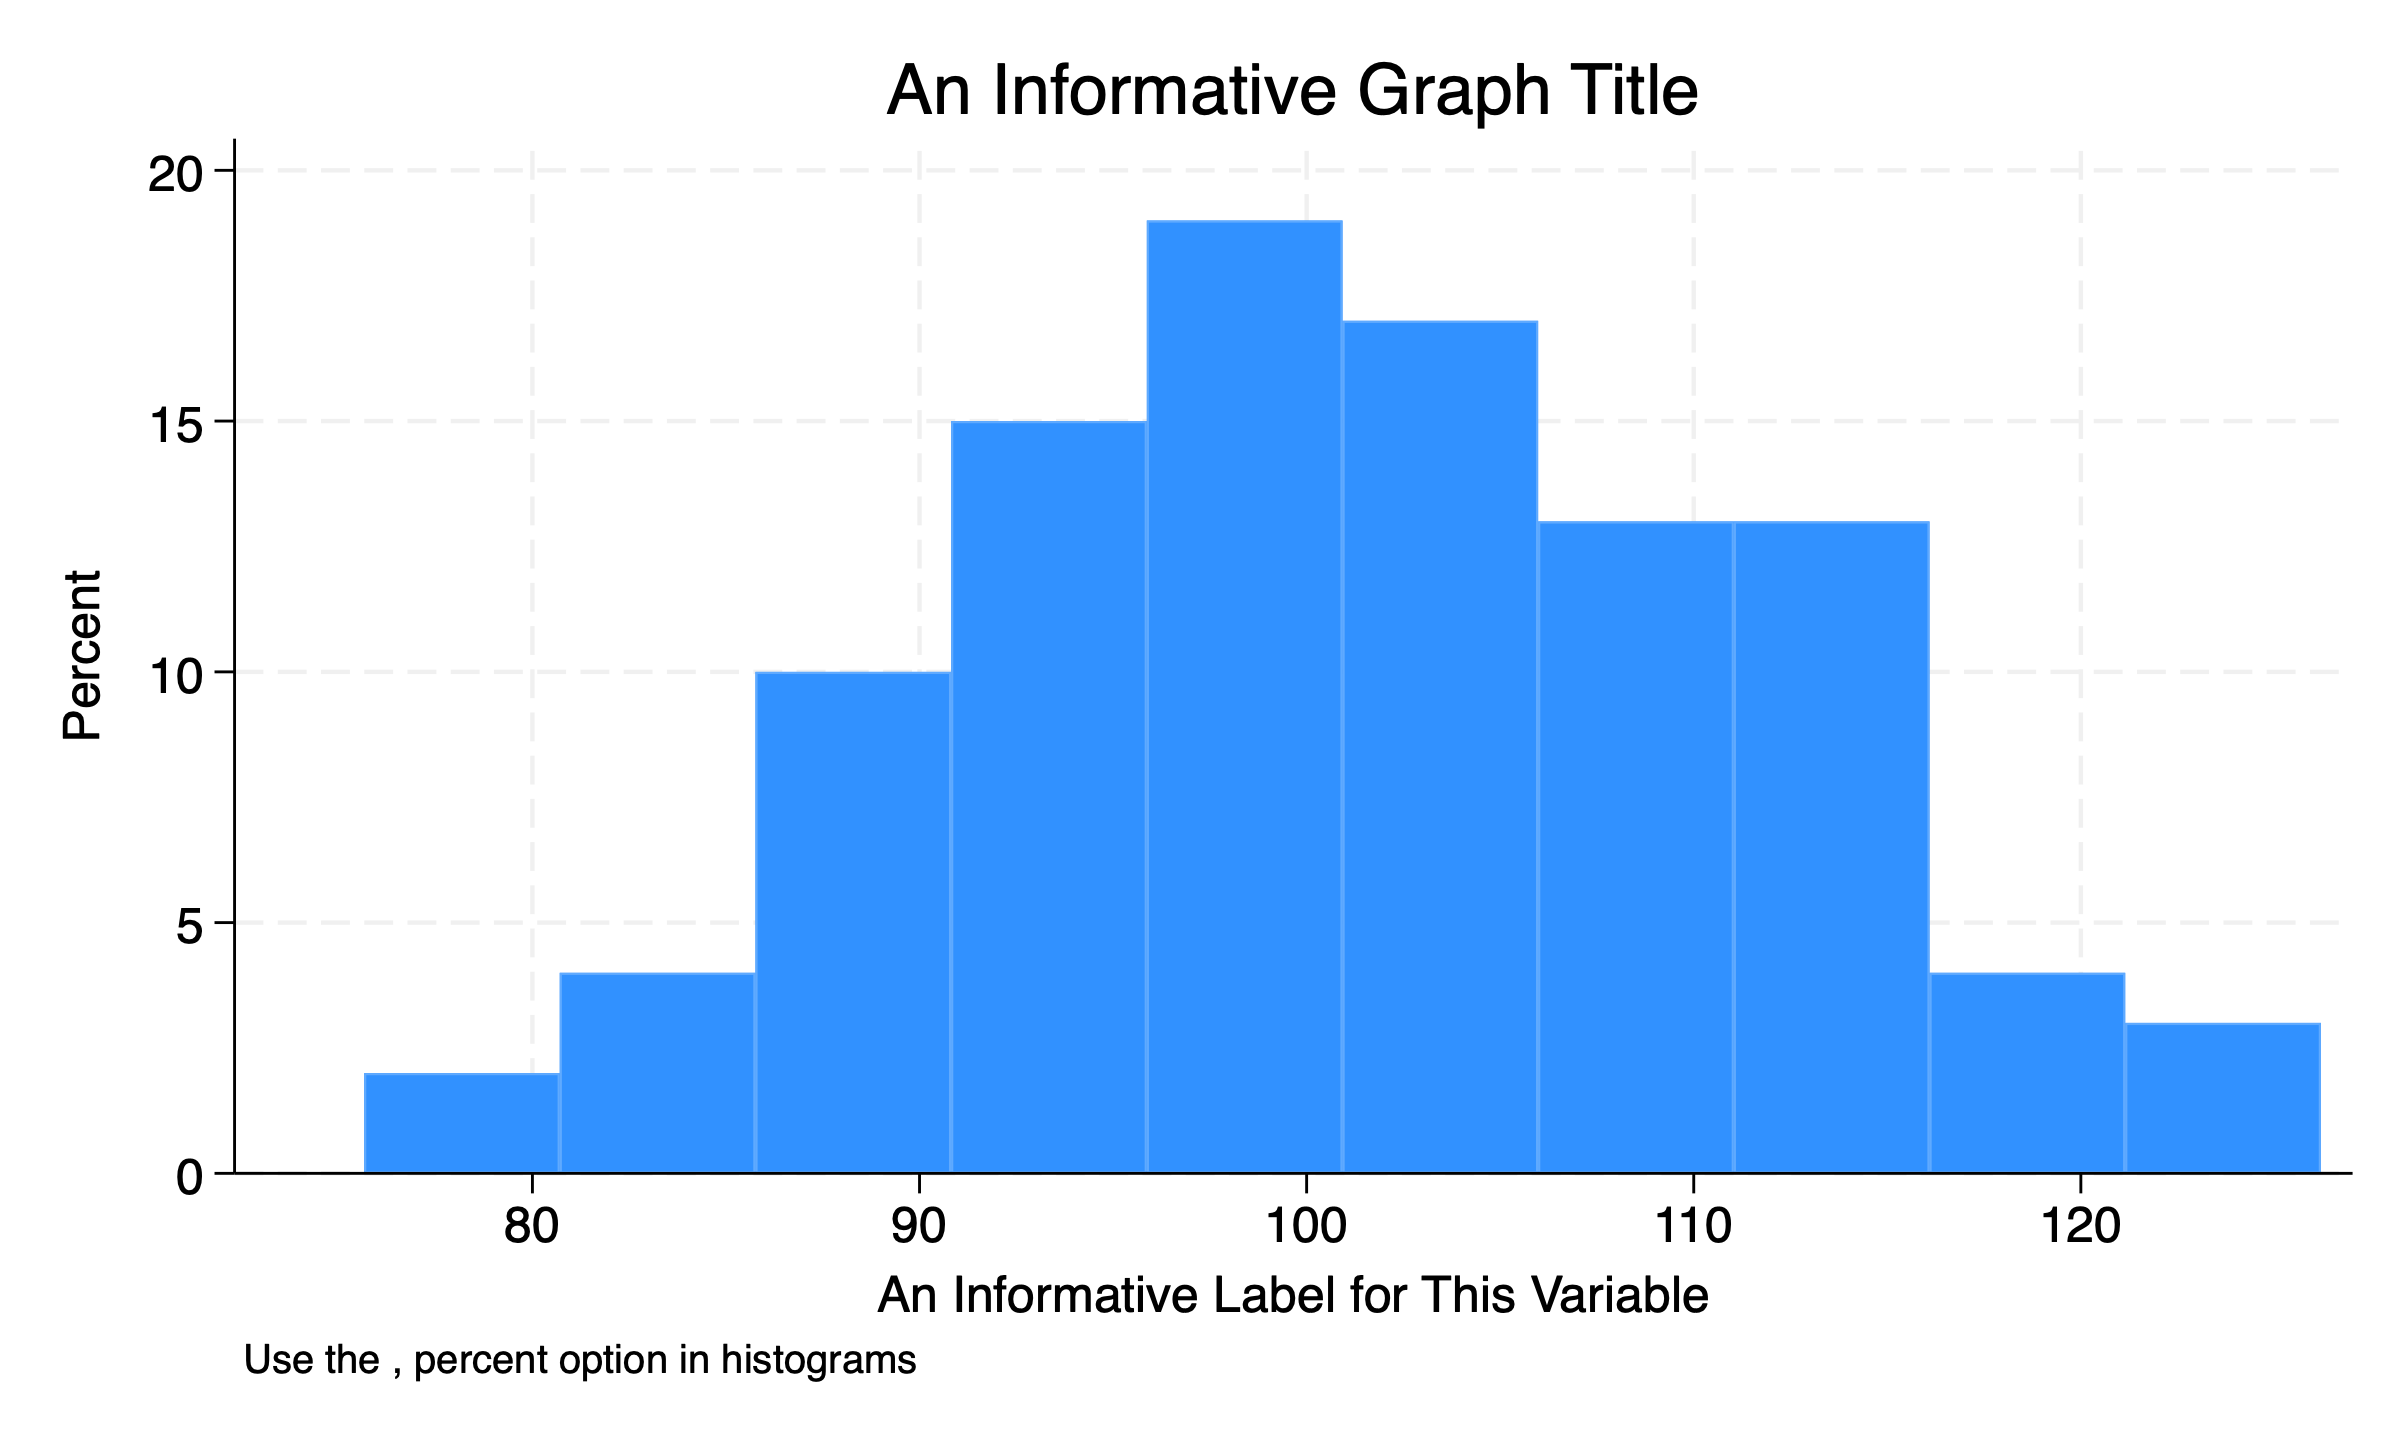 An Informative Graph Title
20
15
10
5
0
Percent
80 90 100 110 120
An Informative Label for This Variable
Use the , percent option in histograms